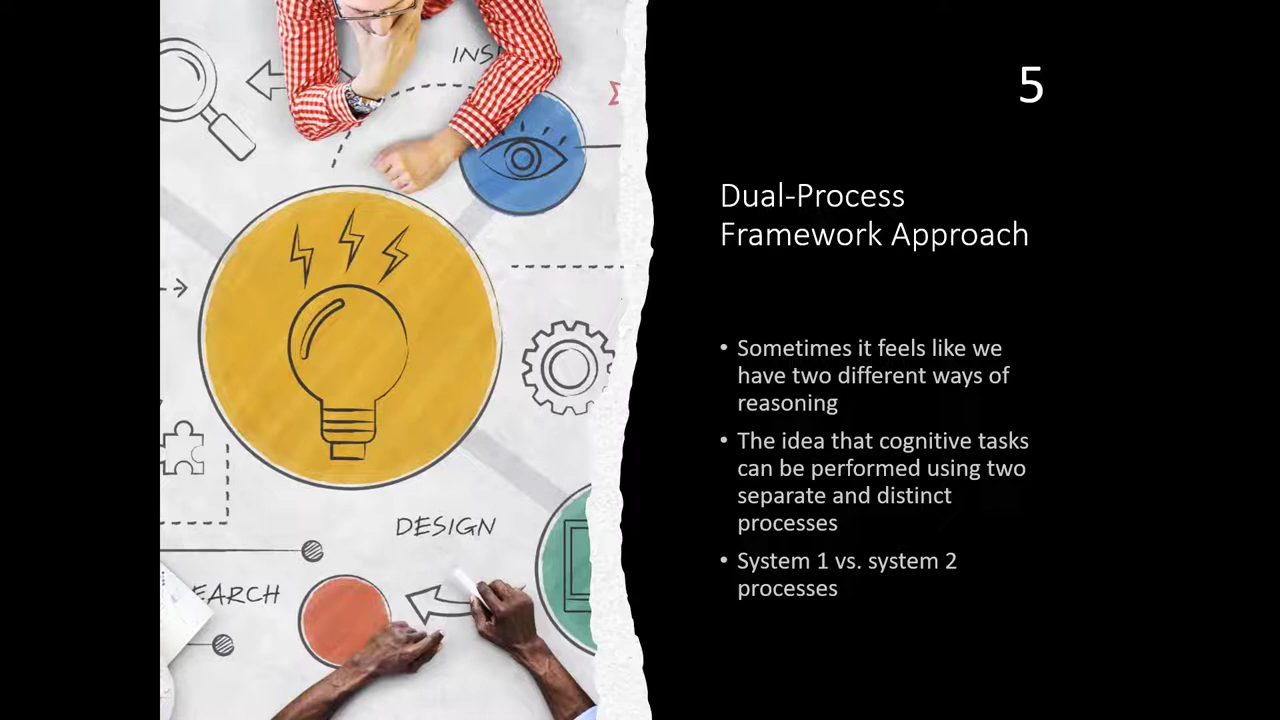 5
Dual-Process
Framework Approach
• Sometimes it feels like we
have two different ways of
reasoning
• The idea that cognitive tasks
can be performed using two
separate and distinct
processes
• System 1 vs. system 2
processes
INS
DESIGN
EARCH